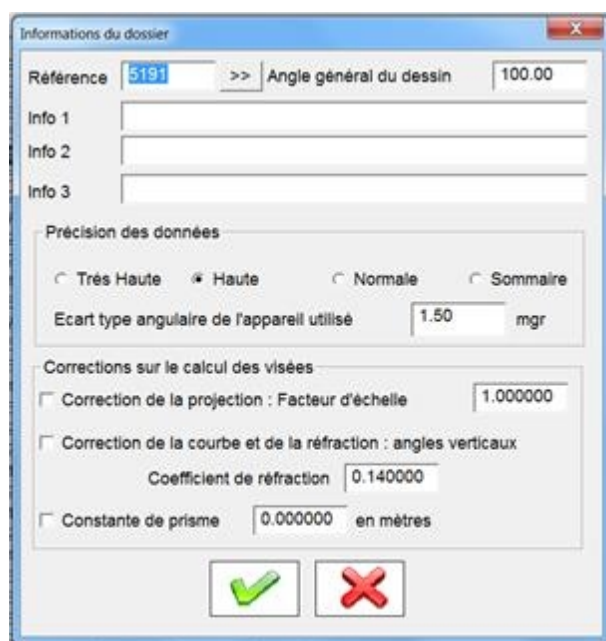 Informations du dossier
Référence 5191 >> Angle général du dessin 100.00
Info 1
Info 2
Info 3
Précision des données
Trés Haute Haute Normale Sommaire
Ecart type angulaire de l'appareil utilisé 1.50 mgr
Corrections sur le calcul des visées
Correction de la projection : Facteur d'échelle 1.000000
Correction de la courbe et de la réfraction : angles verticaux
Coefficient de réfraction 0.140000
Constante de prisme 0.000000 en mètres